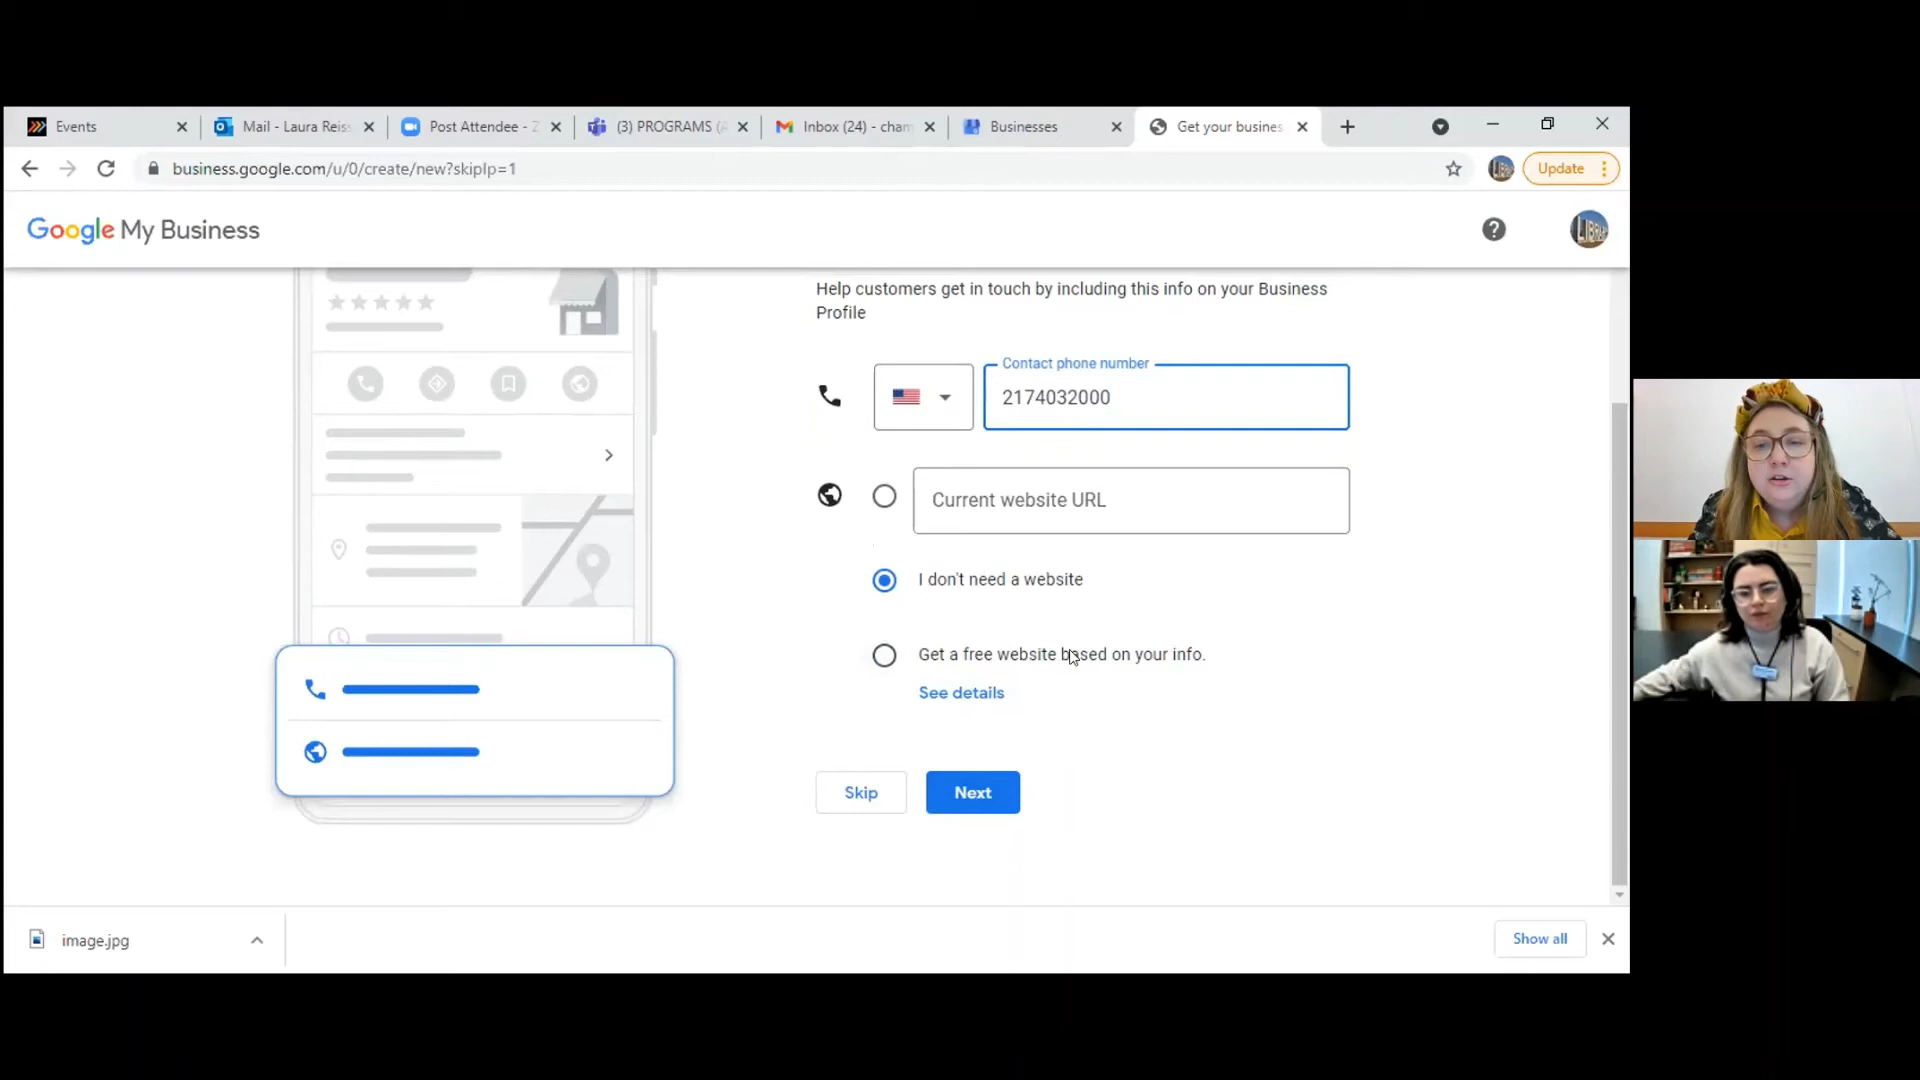 Events
Mail - Laura Reiss
Post Attendee - Z
(3) PROGRAMS (A
Inbox (24) - cham
Businesses
Get your busines
business.google.com/u/0/create/new?skiplp=1
Update
Google My Business
LIBRA
Help customers get in touch by including this info on your Business
Profile
Contact phone number
2174032000
Current website URL
I don't need a website
Get a free website based on your info.
See details
Skip
Next
image.jpg
Show all